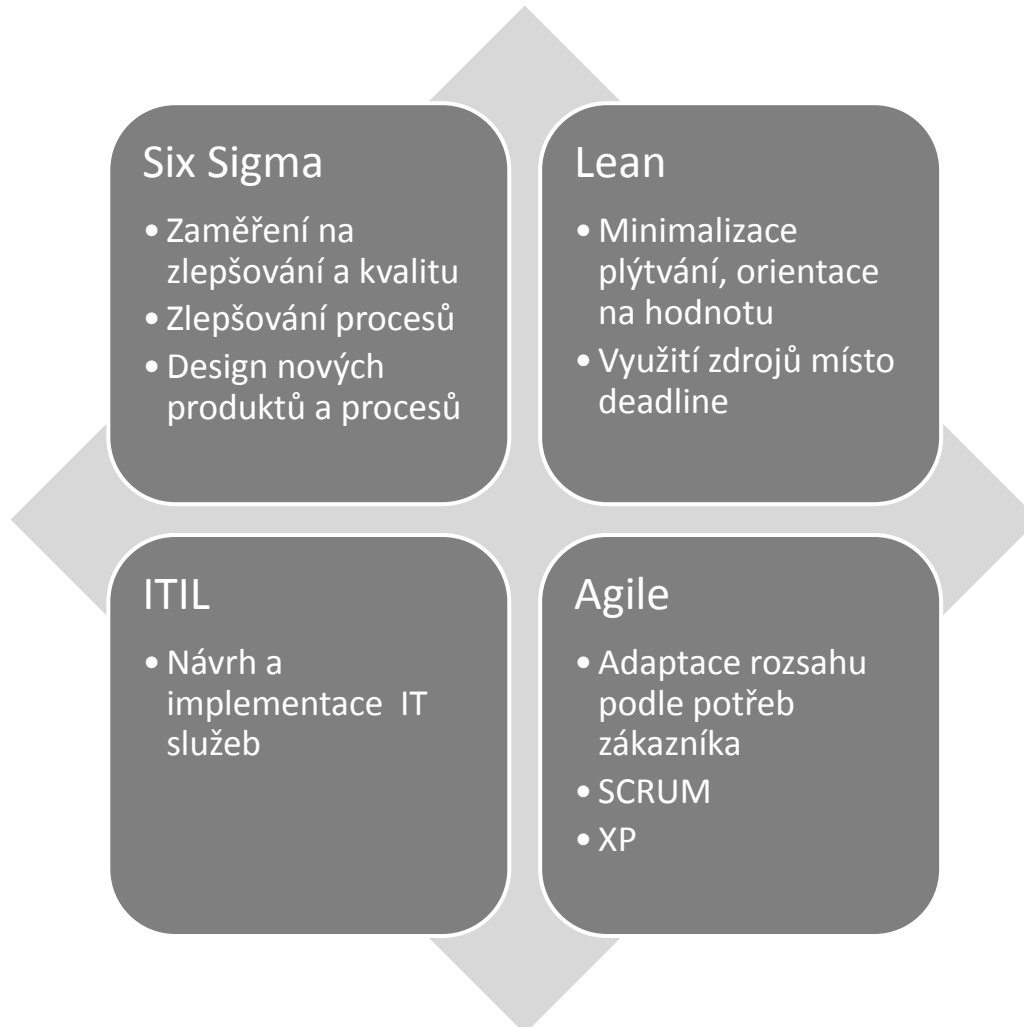 Six Sigma
• Zaměření na
zlepšování a kvalitu
• Zlepšování procesů
• Design nových
produktů a procesů
Lean
• Minimalizace
plýtvání, orientace
na hodnotu
• Využití zdrojů místo
deadline
ITIL
• Návrh a
implementace  IT
služeb
Agile
• Adaptace rozsahu
podle potřeb
zákazníka
• SCRUM
• XP